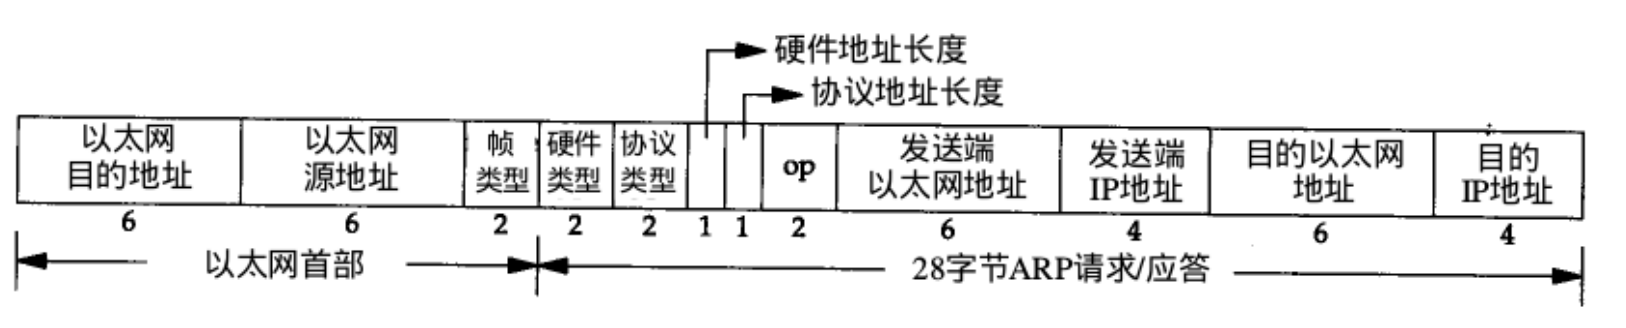 硬件地址长度
协议地址长度
以太网
目的地址
以太网
源地址
帧
类型
硬件
类型
协议
类型
op
发送端
以太网地址
发送端
IP地址
目的以太网
地址
目的
IP地址
6 6 2 2 2 1 1 2 6 4 6 4
以太网首部
28字节ARP请求/应答